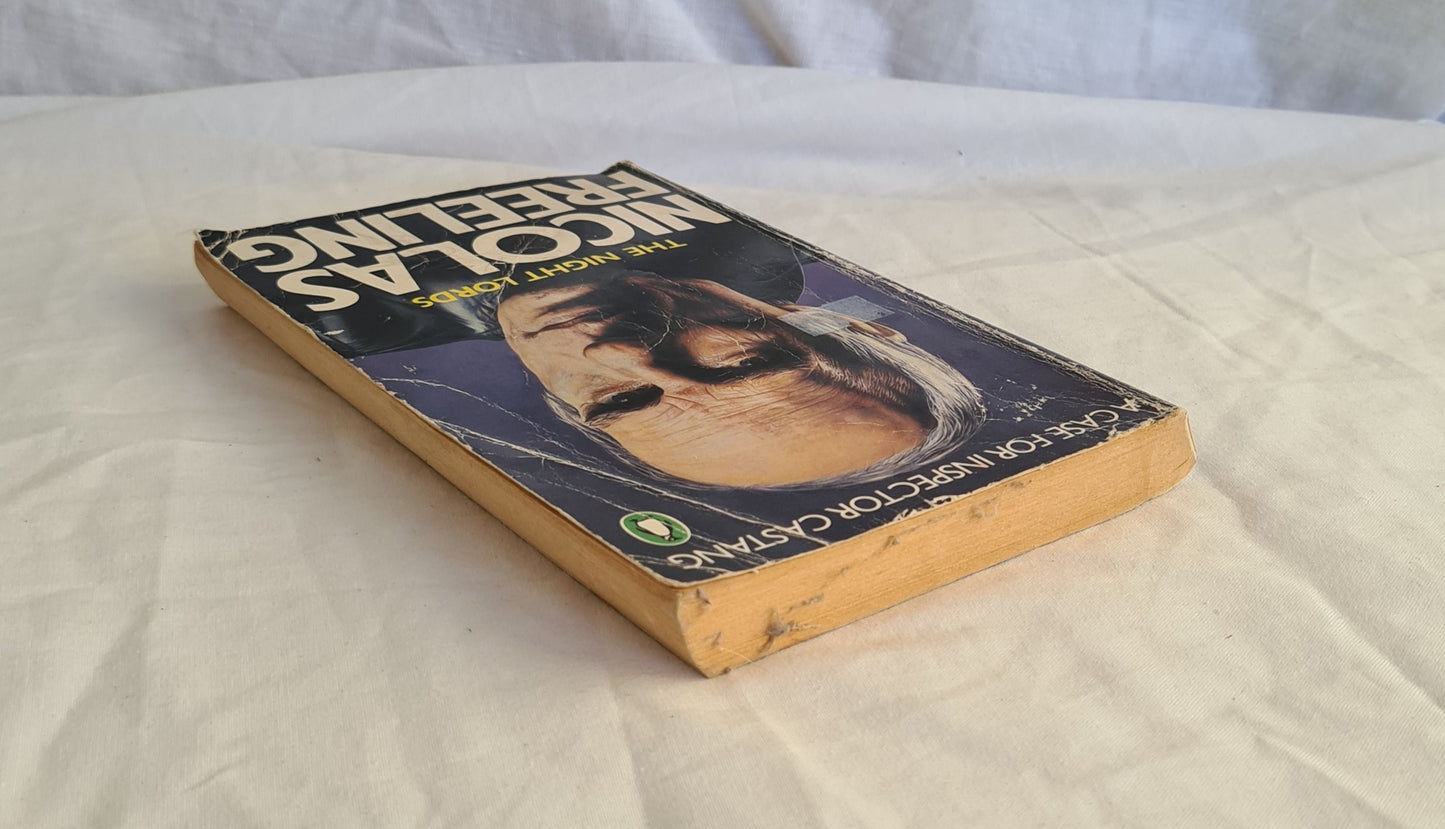 A CASE FOR INSPECTOR CASTANG
THE NIGHT LORDS
NICOLAS
FREELING